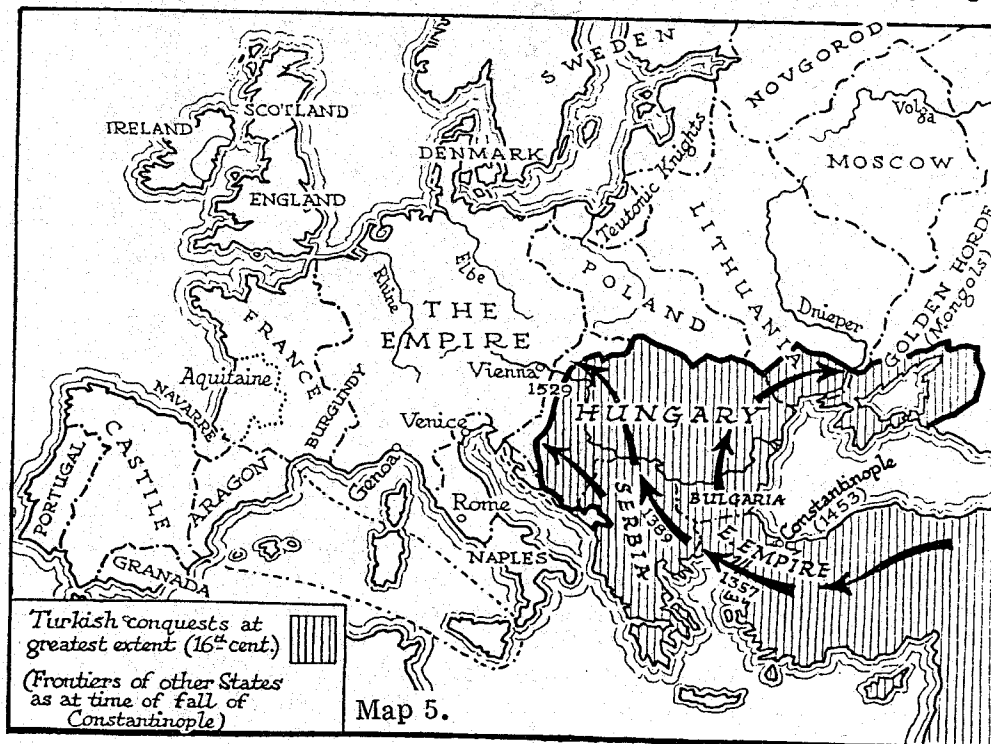 SWEDEN
NOVGOROD
SCOTLAND
IRELAND
Volga
DENMARK
MOSCOW
Teutonic Knights
ENGLAND
LITHUANIA
GOLDEN HORDE
(Mongols)
Elbe
Rhine
POLAND
THE
EMPIRE
Dnieper
FRANCE
Vienna
1529
Aquitaine
NAVARRE
BURGUNDY
HUNGARY
Venice
PORTUGAL
CASTILE
ARAGON
Genoa
SERBIA
BULGARIA
Constantinople
(1453)
Rome
1389
E. EMPIRE
NAPLES
GRANADA
1357
Turkish conquests at
greatest extent (16th cent.)
(Frontiers of other States
as at time of fall of
Constantinople)
Map 5.